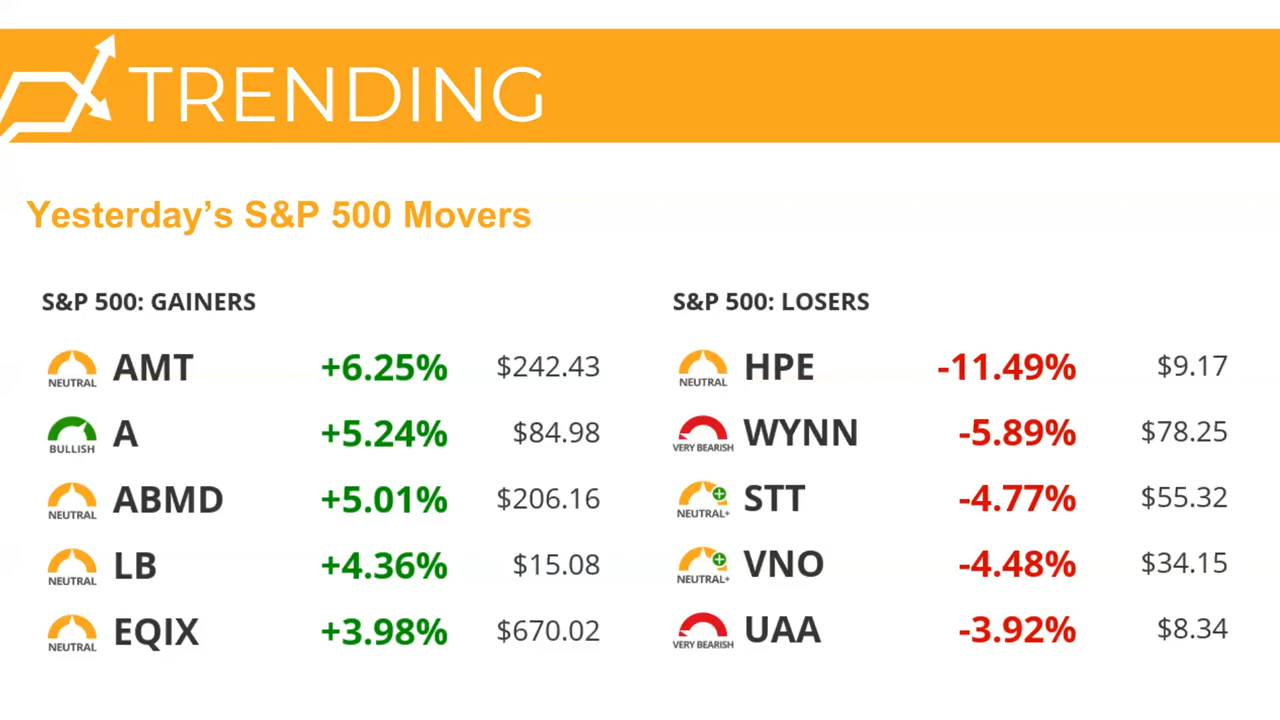 TRENDING
Yesterday’s S&P 500 Movers
S&P 500: GAINERS
NEUTRAL AMT +6.25% $242.43
BULLISH A +5.24% $84.98
NEUTRAL ABMD +5.01% $206.16
NEUTRAL LB +4.36% $15.08
NEUTRAL EQIX +3.98% $670.02
S&P 500: LOSERS
NEUTRAL HPE -11.49% $9.17
VERY BEARISH WYNN -5.89% $78.25
NEUTRAL+ STT -4.77% $55.32
NEUTRAL+ VNO -4.48% $34.15
VERY BEARISH UAA -3.92% $8.34